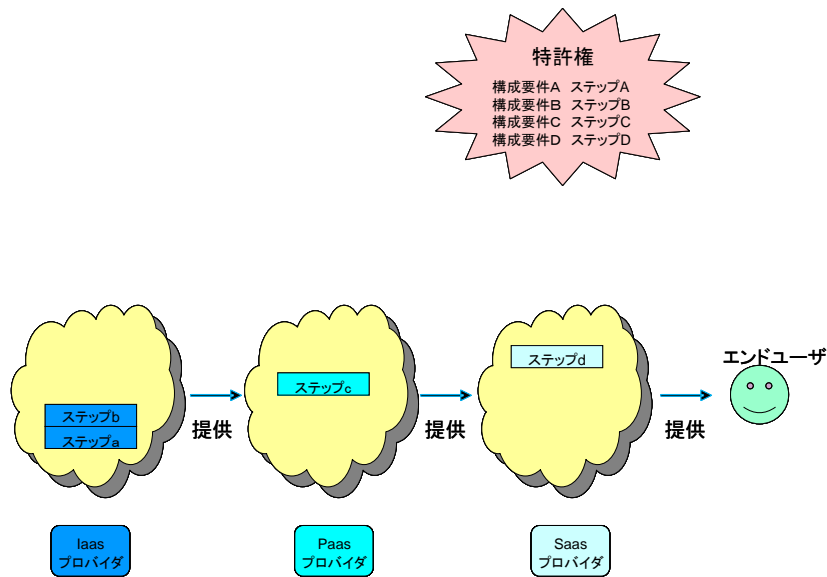 特許権
構成要件A ステップA
構成要件B ステップB
構成要件C ステップC
構成要件D ステップD
エンドユーザ
ステップd
ステップc
ステップb
ステップa
提供
提供
提供
Iaas
プロバイダ
Paas
プロバイダ
Saas
プロバイダ